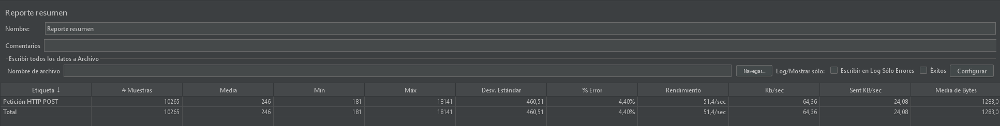 Reporte resumen
Nombre: Reporte resumen
Comentarios
Escribir todos los datos a Archivo
Nombre de archivo Navegar... Log/Mostrar sólo: Escribir en Log Sólo Errores Éxitos Configurar
Etiqueta ↓ # Muestras Media Mín Máx Desv. Estándar % Error Rendimiento Kb/sec Sent KB/sec Media de Bytes
Petición HTTP POST 10265 246 181 18141 460,51 4,40% 51,4/sec 64,36 24,08 1283,0
Total 10265 246 181 18141 460,51 4,40% 51,4/sec 64,36 24,08 1283,0